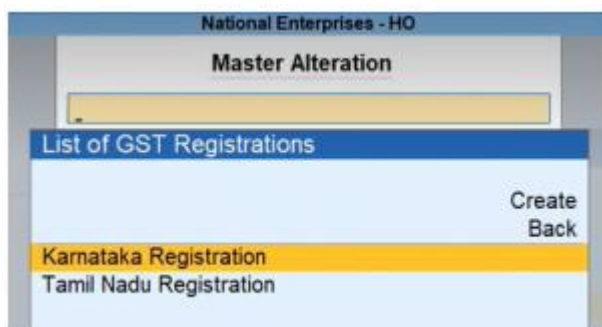 National Enterprises - HO
Master Alteration
List of GST Registrations
Create
Back
Karnataka Registration
Tamil Nadu Registration